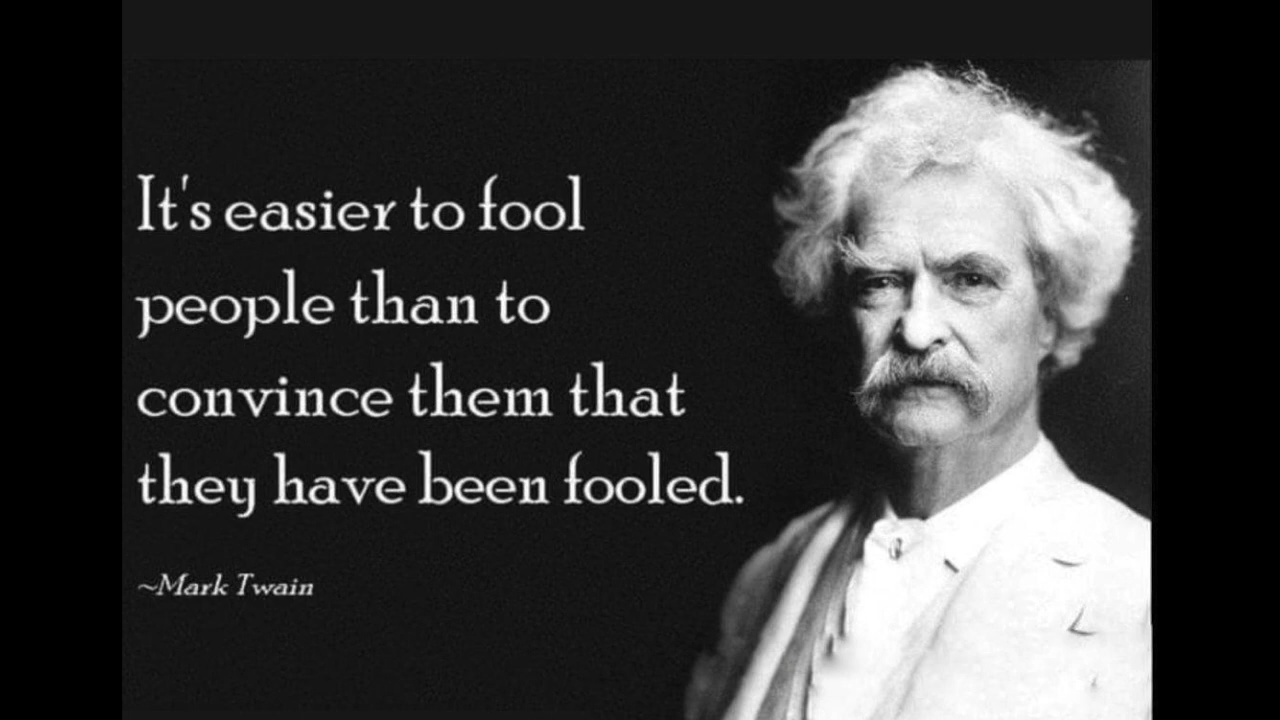 It's easier to fool
people than to
convince them that
they have been fooled.
~Mark Twain